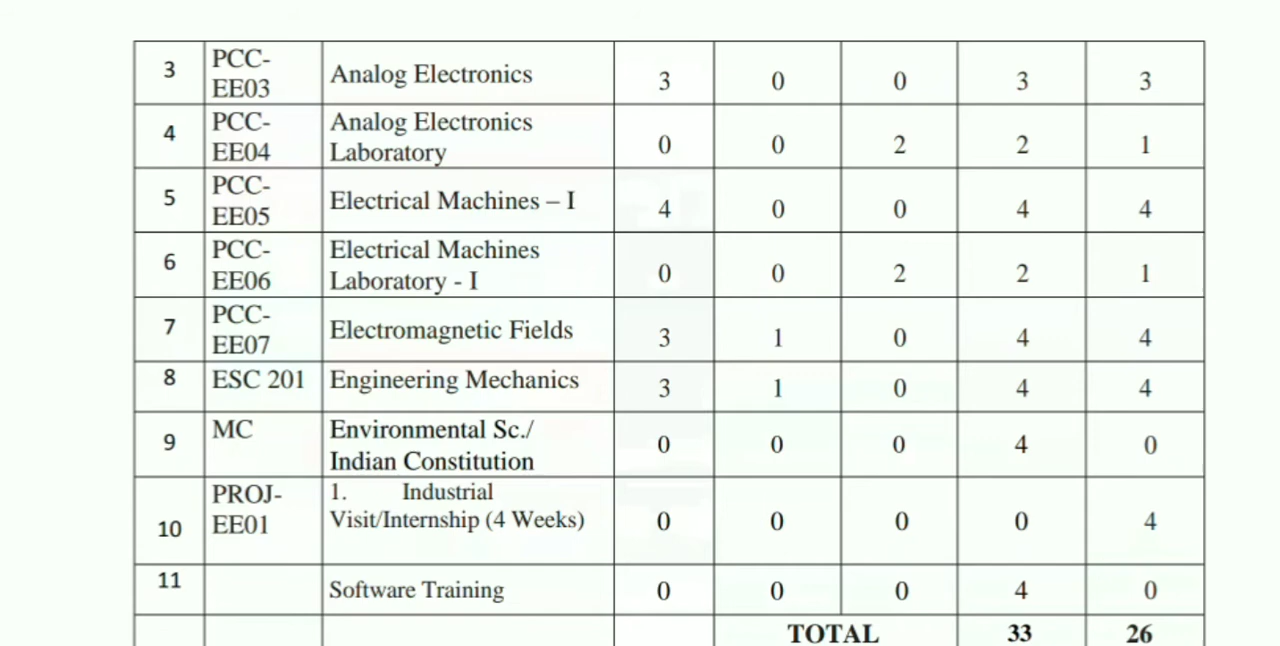 3 PCC-EE03 Analog Electronics 3 0 0 3 3
4 PCC-EE04 Analog Electronics Laboratory 0 0 2 2 1
5 PCC-EE05 Electrical Machines – I 4 0 0 4 4
6 PCC-EE06 Electrical Machines Laboratory - I 0 0 2 2 1
7 PCC-EE07 Electromagnetic Fields 3 1 0 4 4
8 ESC 201 Engineering Mechanics 3 1 0 4 4
9 MC Environmental Sc./ Indian Constitution 0 0 0 4 0
10 PROJ-EE01 1. Industrial Visit/Internship (4 Weeks) 0 0 0 0 4
11 Software Training 0 0 0 4 0
TOTAL 33 26